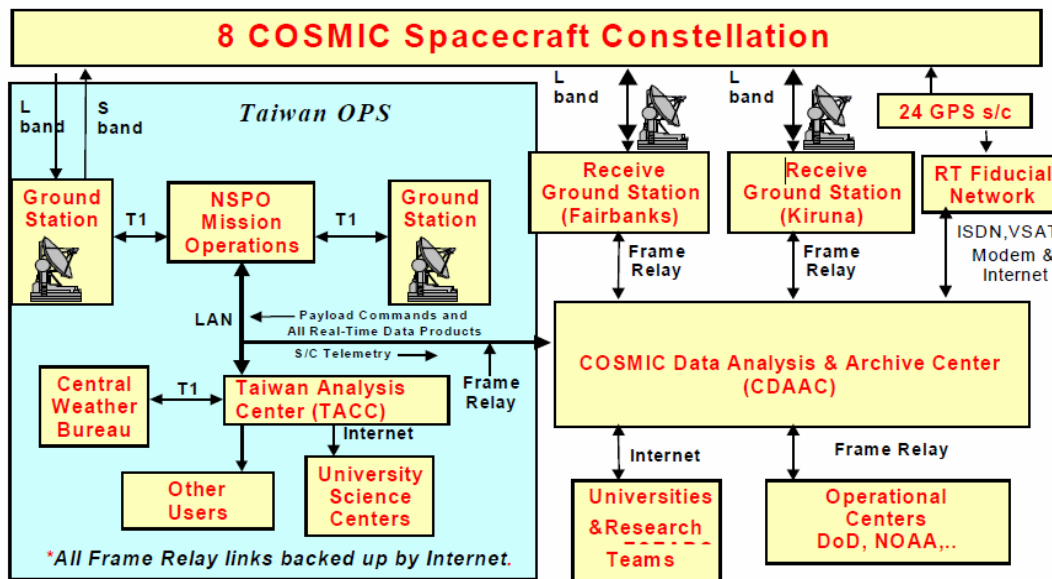 8 COSMIC Spacecraft Constellation
L
band
S
band
Taiwan OPS
L
band
L
band
24 GPS s/c
Ground
Station
T1
NSPO
Mission
Operations
T1
Ground
Station
Receive
Ground Station
(Fairbanks)
Receive
Ground Station
(Kiruna)
RT Fiducial
Network
Frame
Relay
Frame
Relay
ISDN,VSAT
Modem &
Internet
LAN
Payload Commands and
All Real-Time Data Products
S/C Telemetry
Frame
Relay
COSMIC Data Analysis & Archive Center
(CDAAC)
Central
Weather
Bureau
T1
Taiwan Analysis
Center (TACC)
Internet
Other
Users
University
Science
Centers
Internet
Frame Relay
Universities
&Research
Teams
Operational
Centers
DoD, NOAA,..
*All Frame Relay links backed up by Internet.